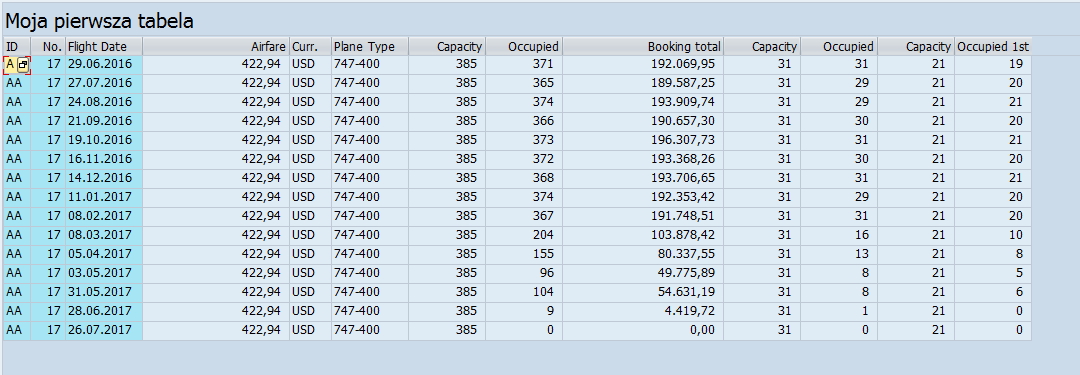 Moja pierwsza tabela
ID No. Flight Date Airfare Curr. Plane Type Capacity Occupied Booking total Capacity Occupied Capacity Occupied 1st
A 17 29.06.2016 422,94 USD 747-400 385 371 192.069,95 31 31 21 19
AA 17 27.07.2016 422,94 USD 747-400 385 365 189.587,25 31 29 21 20
AA 17 24.08.2016 422,94 USD 747-400 385 374 193.909,74 31 29 21 21
AA 17 21.09.2016 422,94 USD 747-400 385 366 190.657,30 31 30 21 20
AA 17 19.10.2016 422,94 USD 747-400 385 373 196.307,73 31 31 21 21
AA 17 16.11.2016 422,94 USD 747-400 385 372 193.368,26 31 30 21 20
AA 17 14.12.2016 422,94 USD 747-400 385 368 193.706,65 31 31 21 21
AA 17 11.01.2017 422,94 USD 747-400 385 374 192.353,42 31 29 21 20
AA 17 08.02.2017 422,94 USD 747-400 385 367 191.748,51 31 31 21 20
AA 17 08.03.2017 422,94 USD 747-400 385 204 103.878,42 31 16 21 10
AA 17 05.04.2017 422,94 USD 747-400 385 155 80.337,55 31 13 21 8
AA 17 03.05.2017 422,94 USD 747-400 385 96 49.775,89 31 8 21 5
AA 17 31.05.2017 422,94 USD 747-400 385 104 54.631,19 31 8 21 6
AA 17 28.06.2017 422,94 USD 747-400 385 9 4.419,72 31 1 21 0
AA 17 26.07.2017 422,94 USD 747-400 385 0 0,00 31 0 21 0